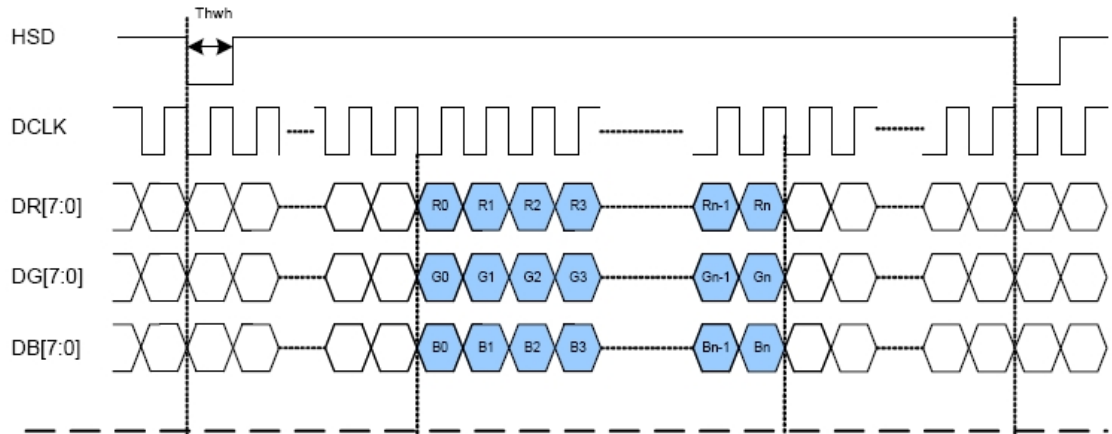 Thwh
HSD
DCLK
DR[7:0] R0 R1 R2 R3 Rn-1 Rn
DG[7:0] G0 G1 G2 G3 Gn-1 Gn
DB[7:0] B0 B1 B2 B3 Bn-1 Bn